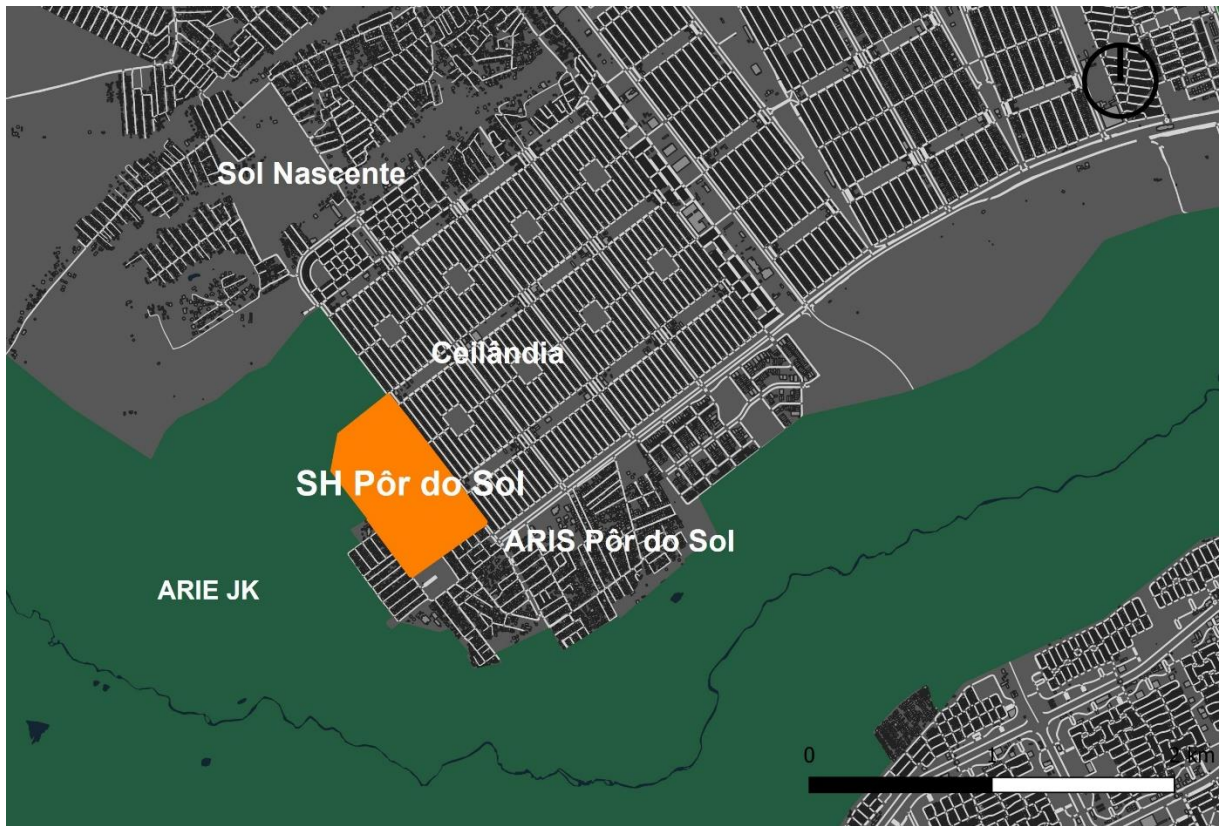 Sol Nascente
Ceilândia
SH Pôr do Sol
ARIS Pôr do Sol
ARIE JK
0 1 2 km